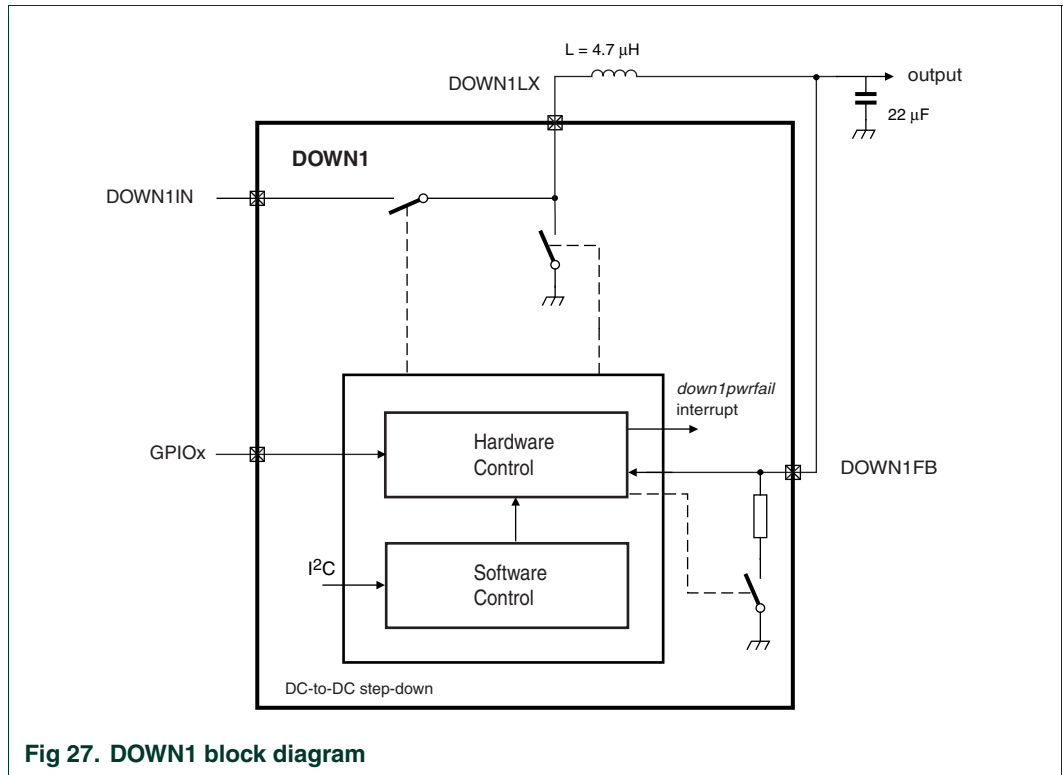 L = 4.7 μH
DOWN1LX
output
22 μF
DOWN1
DOWN1IN
down1pwrfail
interrupt
Hardware
Control
GPIOx
DOWN1FB
I²C
Software
Control
DC-to-DC step-down
Fig 27. DOWN1 block diagram